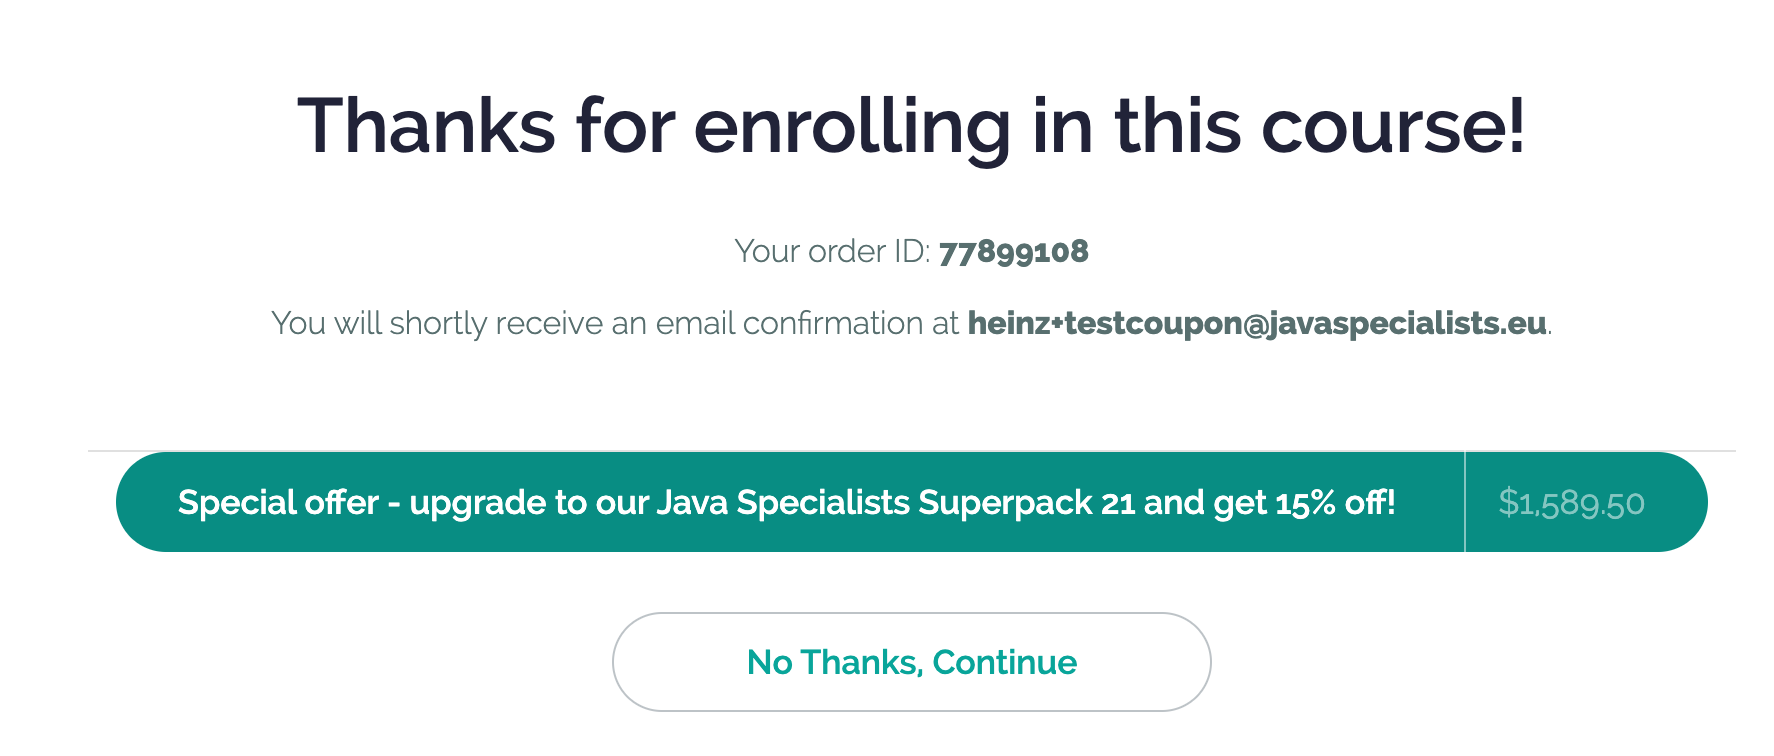 Thanks for enrolling in this course!
Your order ID: 77899108
You will shortly receive an email confirmation at heinz+testcoupon@javaspecialists.eu.
Special offer - upgrade to our Java Specialists Superpack 21 and get 15% off! $1,589.50
No Thanks, Continue